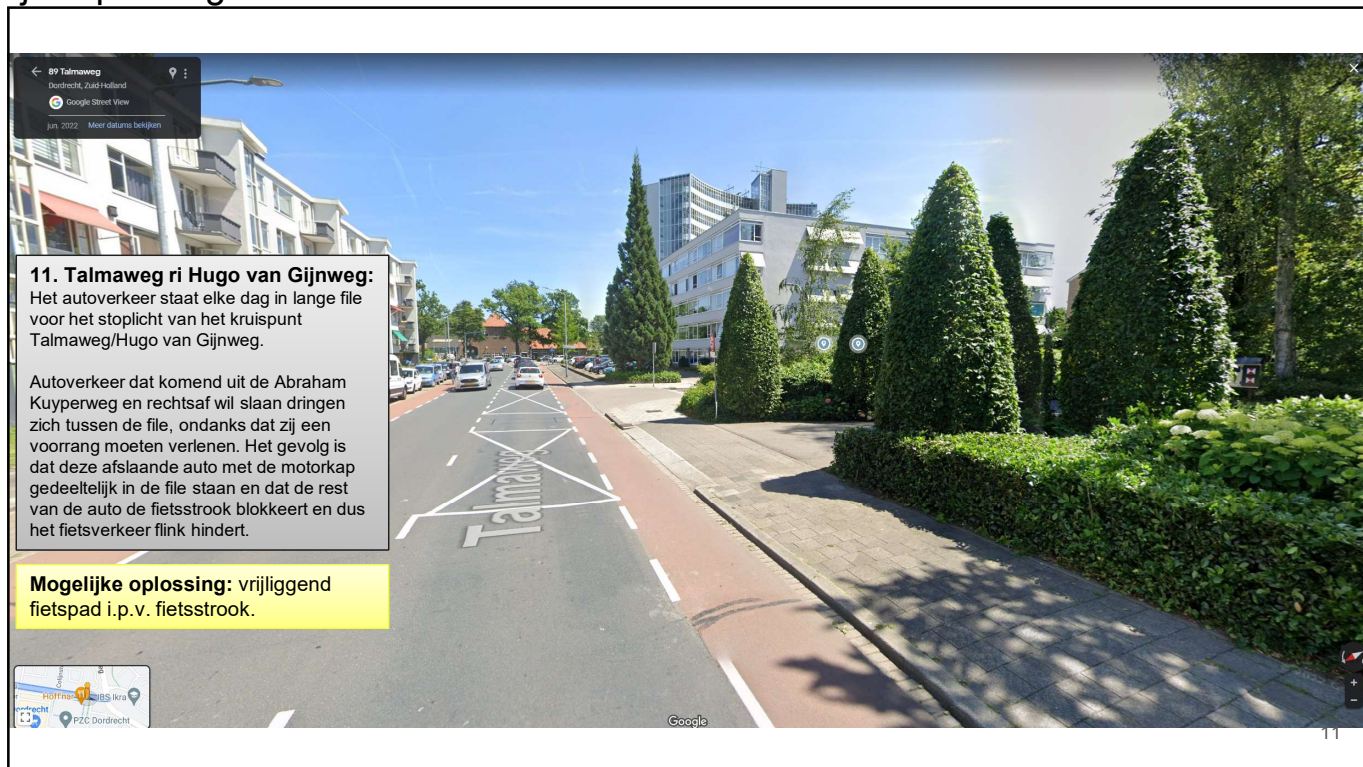 89 Talmaweg
Dordrecht, Zuid-Holland
Google Street View
jun. 2022 Meer datums bekijken
11. Talmaweg ri Hugo van Gijnweg:
Het autoverkeer staat elke dag in lange file
voor het stoplicht van het kruispunt
Talmaweg/Hugo van Gijnweg.
Autoverkeer dat komend uit de Abraham
Kuyperweg en rechtsaf wil slaan dringen
zich tussen de file, ondanks dat zij een
voorrang moeten verlenen. Het gevolg is
dat deze afslaande auto met de motorkap
gedeeltelijk in de file staan en dat de rest
van de auto de fietsstrook blokkeert en dus
het fietsverkeer flink hindert.
Mogelijke oplossing: vrijliggend
fietspad i.p.v. fietsstrook.
Talmaweg
IBS Ikra
PZC Dordrecht
Google
11